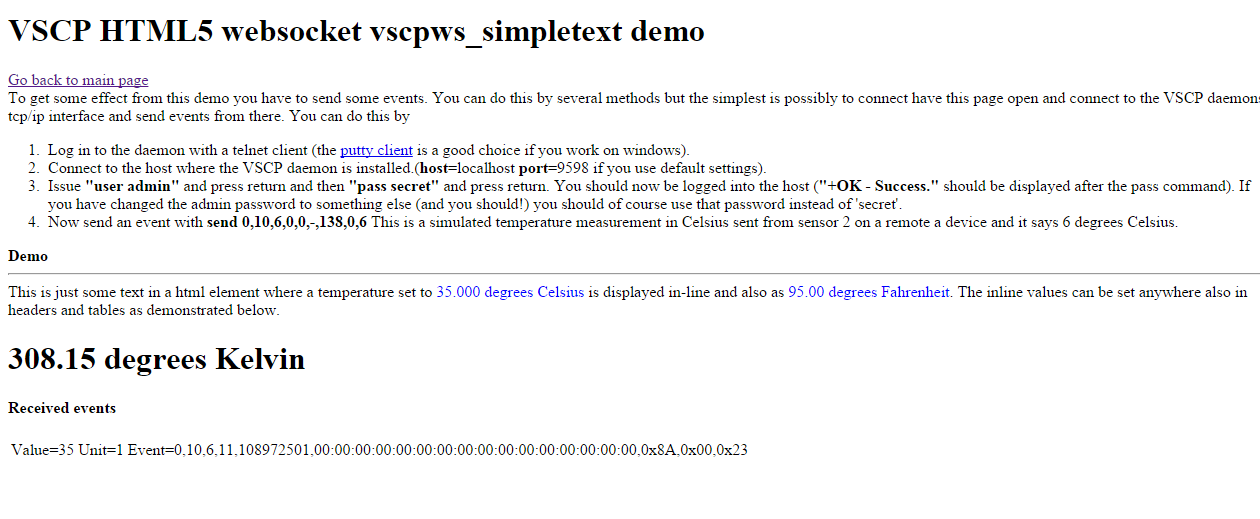 VSCP HTML5 websocket vscpws_simpletext demo
Go back to main page
To get some effect from this demo you have to send some events. You can do this by several methods but the simplest is possibly to connect have this page open and connect to the VSCP daemons
tcp/ip interface and send events from there. You can do this by
1. Log in to the daemon with a telnet client (the putty client is a good choice if you work on windows).
2. Connect to the host where the VSCP daemon is installed.(host=localhost port=9598 if you use default settings).
3. Issue "user admin" and press return and then "pass secret" and press return. You should now be logged into the host ("+OK - Success." should be displayed after the pass command). If
you have changed the admin password to something else (and you should!) you should of course use that password instead of 'secret'.
4. Now send an event with send 0,10,6,0,0,-,138,0,6 This is a simulated temperature measurement in Celsius sent from sensor 2 on a remote a device and it says 6 degrees Celsius.
Demo
This is just some text in a html element where a temperature set to 35.000 degrees Celsius is displayed in-line and also as 95.00 degrees Fahrenheit. The inline values can be set anywhere also in
headers and tables as demonstrated below.
308.15 degrees Kelvin
Received events
Value=35 Unit=1 Event=0,10,6,11,108972501,00:00:00:00:00:00:00:00:00:00:00:00:00:00:00:00,0x8A,0x00,0x23